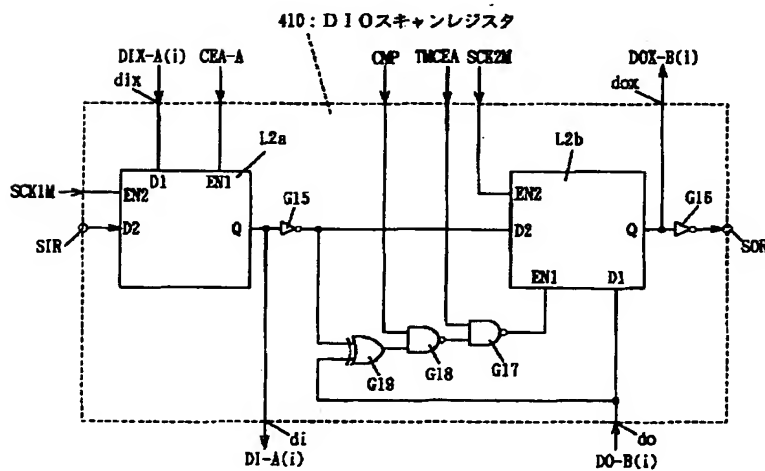 410:DIOスキャンレジスタ
DIX-A(i) CEA-A CMP TMCEA SCK2M DOX-B(i)
dix dox
L2a L2b
D1 EN1
SCK1M EN2 G15 EN2 G16
SIR D2 Q D2 Q SOR
EN1 D1
G19 G18 G17
di do
DI-A(i) DO-B(i)